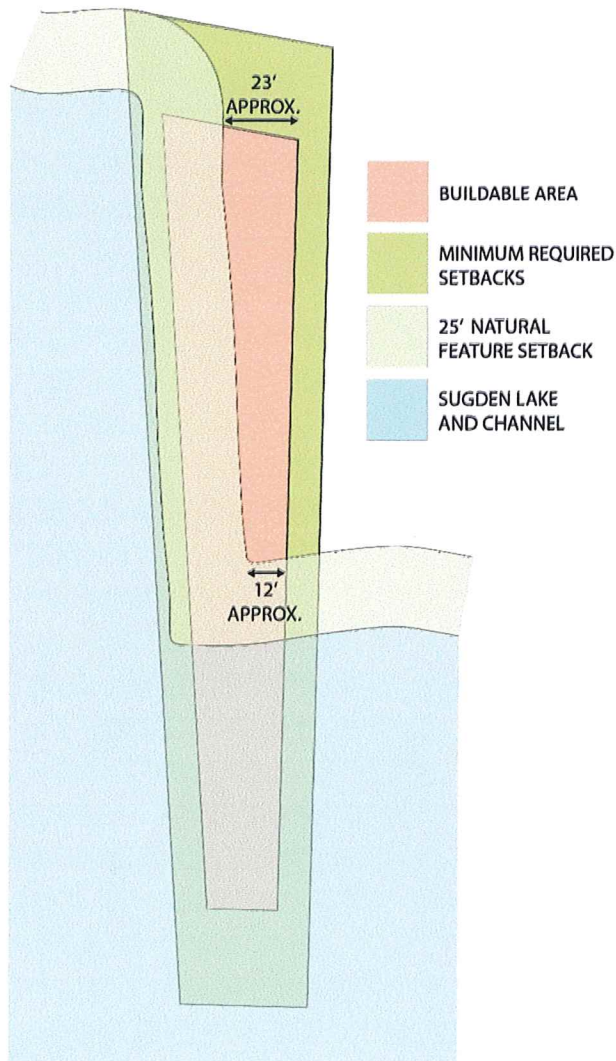 23'
APPROX.
BUILDABLE AREA
MINIMUM REQUIRED
SETBACKS
25' NATURAL
FEATURE SETBACK
SUGDEN LAKE
AND CHANNEL
12'
APPROX.